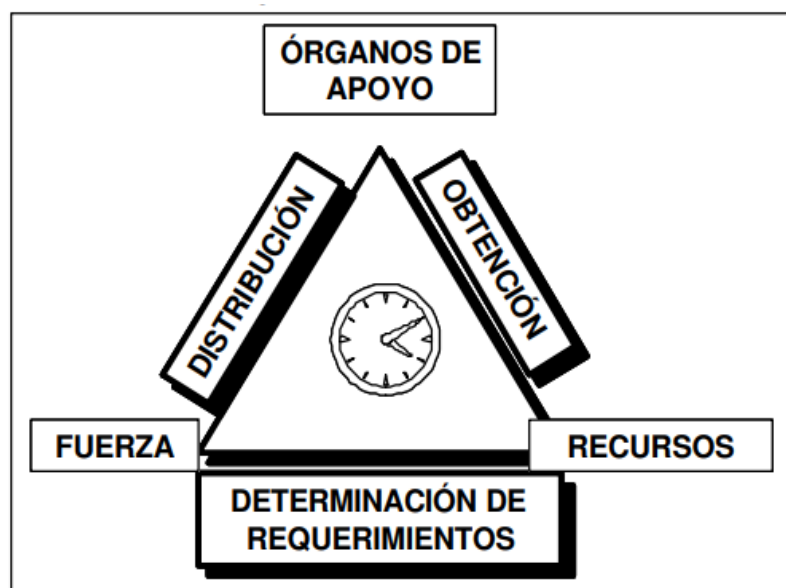 ÓRGANOS DE
APOYO
DISTRIBUCIÓN
OBTENCIÓN
FUERZA
RECURSOS
DETERMINACIÓN DE
REQUERIMIENTOS